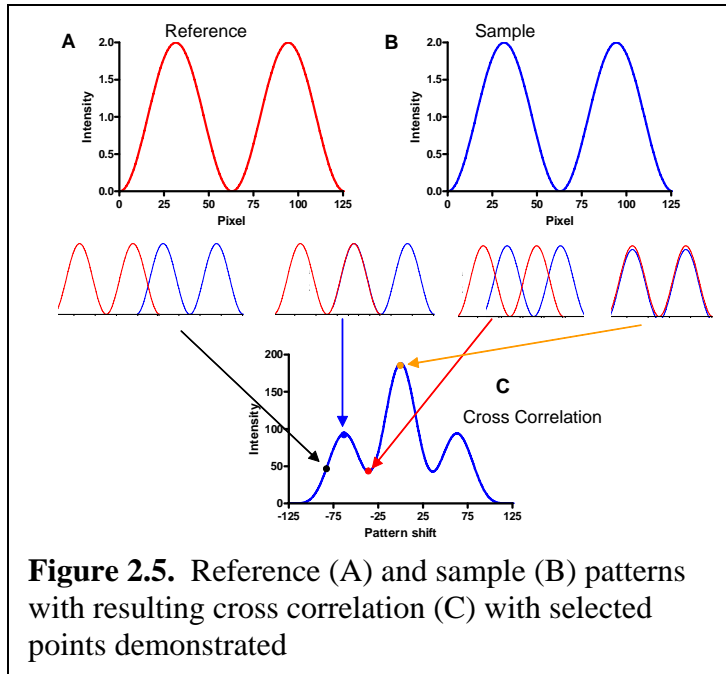 A Reference
2.0
1.5
1.0
0.5
0.0
Intensity
0 25 50 75 100 125
Pixel
B Sample
2.0
1.5
1.0
0.5
0.0
Intensity
0 25 50 75 100 125
Pixel
200
150
100
50
0
Intensity
C
Cross Correlation
-125 -75 -25 25 75 125
Pattern shift
Figure 2.5. Reference (A) and sample (B) patterns
with resulting cross correlation (C) with selected
points demonstrated